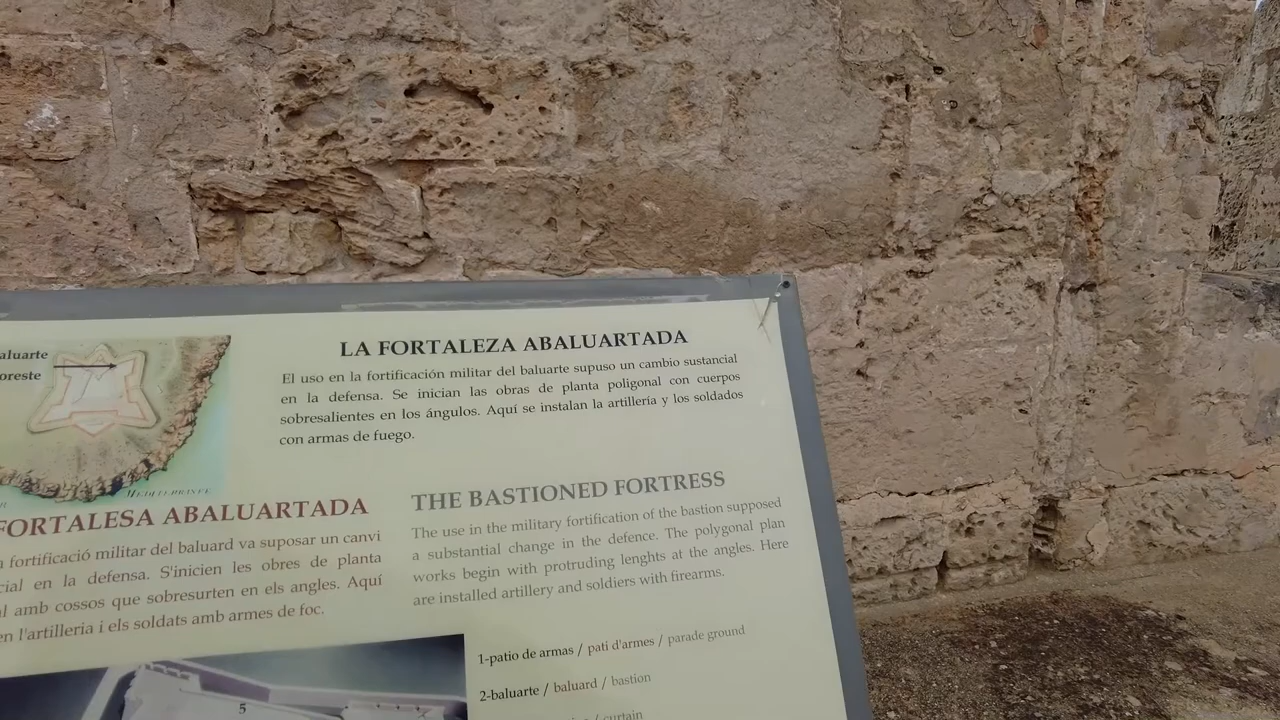 LA FORTALEZA ABALUARTADA
El uso en la fortificación militar del baluarte supuso un cambio sustancial
en la defensa. Se inician las obras de planta poligonal con cuerpos
sobresalientes en los ángulos. Aquí se instalan la artillería y los soldados
con armas de fuego.
aluarte
oreste
MEDITERRANEE
FORTALESA ABALUARTADA
fortificació militar del baluard va suposar un canvi
cial en la defensa. S'inicien les obres de planta
al amb cossos que sobresurten en els angles. Aquí
en l'artilleria i els soldats amb armes de foc.
THE BASTIONED FORTRESS
The use in the military fortification of the bastion supposed
a substantial change in the defence. The polygonal plan
works begin with protruding lenghts at the angles. Here
are installed artillery and soldiers with firearms.
5
1-patio de armas / pati d'armes / parade ground
2-baluarte / baluard / bastion
/ curtain